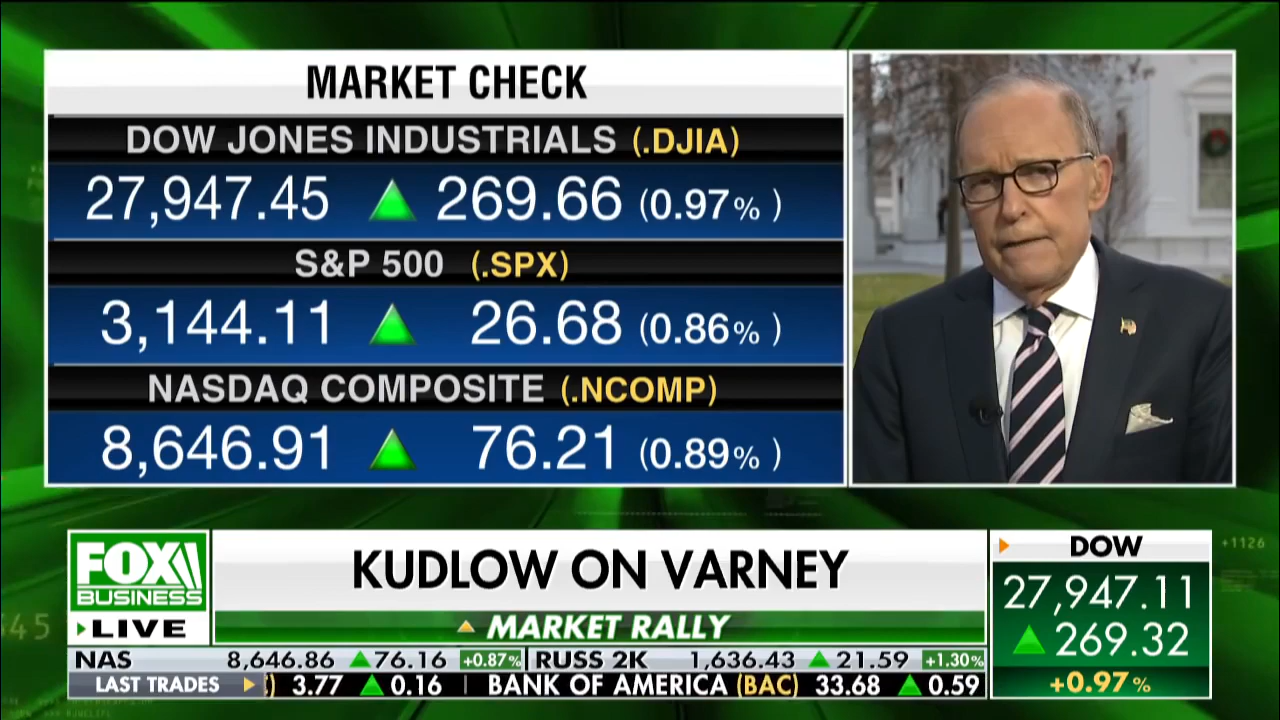 MARKET CHECK
DOW JONES INDUSTRIALS (.DJIA)
27,947.45 ▲ 269.66 (0.97% )
S&P 500 (.SPX)
3,144.11 ▲ 26.68 (0.86% )
NASDAQ COMPOSITE (.NCOMP)
8,646.91 ▲ 76.21 (0.89% )
FOX
BUSINESS
LIVE
KUDLOW ON VARNEY
MARKET RALLY
DOW
27,947.11
▲ 269.32
+0.97%
+1126
45
NAS 8,646.86 ▲ 76.16 +0.87% RUSS 2K 1,636.43 ▲ 21.59 +1.30%
LAST TRADES ) 3.77 ▲ 0.16 | BANK OF AMERICA (BAC) 33.68 ▲ 0.59